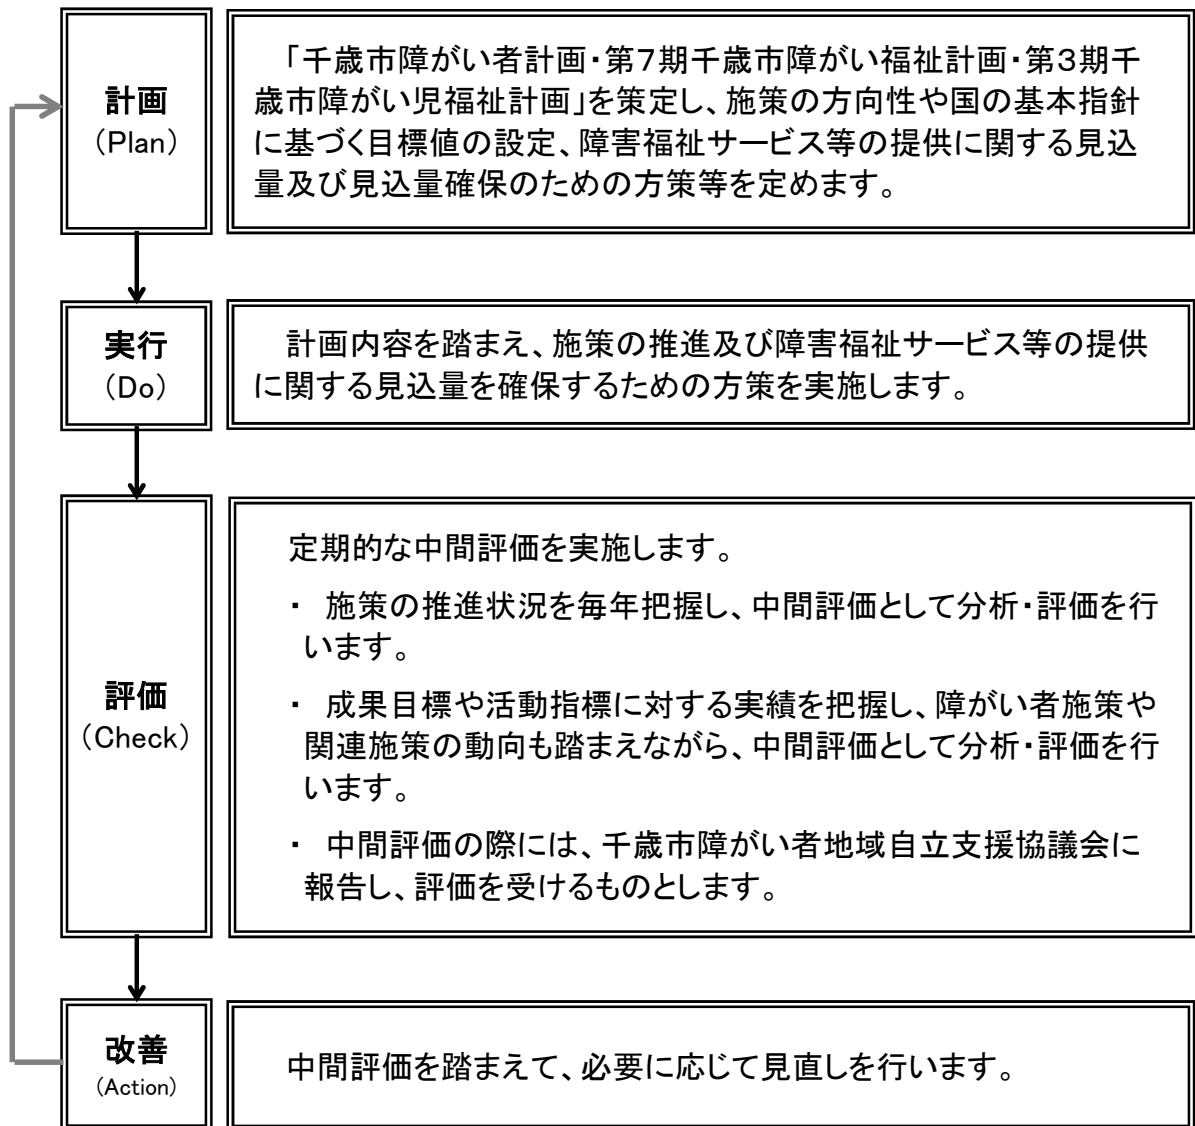 計画
（Plan）
「千歳市障がい者計画・第７期千歳市障がい福祉計画・第３期千
歳市障がい児福祉計画」を策定し、施策の方向性や国の基本指針
に基づく目標値の設定、障害福祉サービス等の提供に関する見込
量及び見込量確保のための方策等を定めます。
実行
（Do）
計画内容を踏まえ、施策の推進及び障害福祉サービス等の提供
に関する見込量を確保するための方策を実施します。
評価
（Check）
定期的な中間評価を実施します。
・　施策の推進状況を毎年把握し、中間評価として分析・評価を行
います。
・　成果目標や活動指標に対する実績を把握し、障がい者施策や
関連施策の動向も踏まえながら、中間評価として分析・評価を行
います。
・　中間評価の際には、千歳市障がい者地域自立支援協議会に
報告し、評価を受けるものとします。
改善
（Action）
中間評価を踏まえて、必要に応じて見直しを行います。